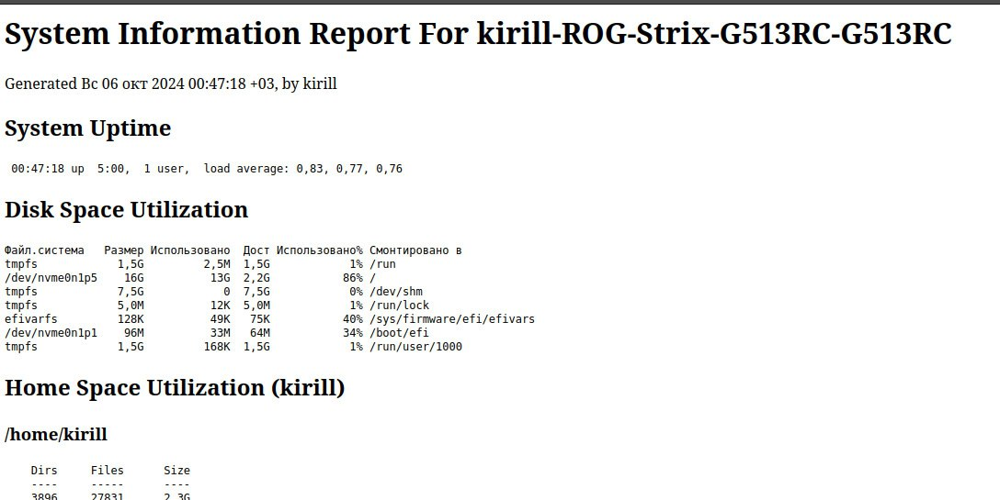 System Information Report For kirill-ROG-Strix-G513RC-G513RC
Generated Вс 06 окт 2024 00:47:18 +03, by kirill
System Uptime
00:47:18 up  5:00,  1 user,  load average: 0,83, 0,77, 0,76
Disk Space Utilization
Файл.система   Размер Использовано  Дост Использовано% Cмонтировано в
tmpfs            1,5G         2,5M  1,5G            1% /run
/dev/nvme0n1p5    16G          13G  2,2G           86% /
tmpfs            7,5G            0  7,5G            0% /dev/shm
tmpfs            5,0M          12K  5,0M            1% /run/lock
efivarfs         128K          49K   75K           40% /sys/firmware/efi/efivars
/dev/nvme0n1p1    96M          33M   64M           34% /boot/efi
tmpfs            1,5G         168K  1,5G            1% /run/user/1000
Home Space Utilization (kirill)
/home/kirill
Dirs     Files      Size
----     -----      ----
3896     27831      2,3G